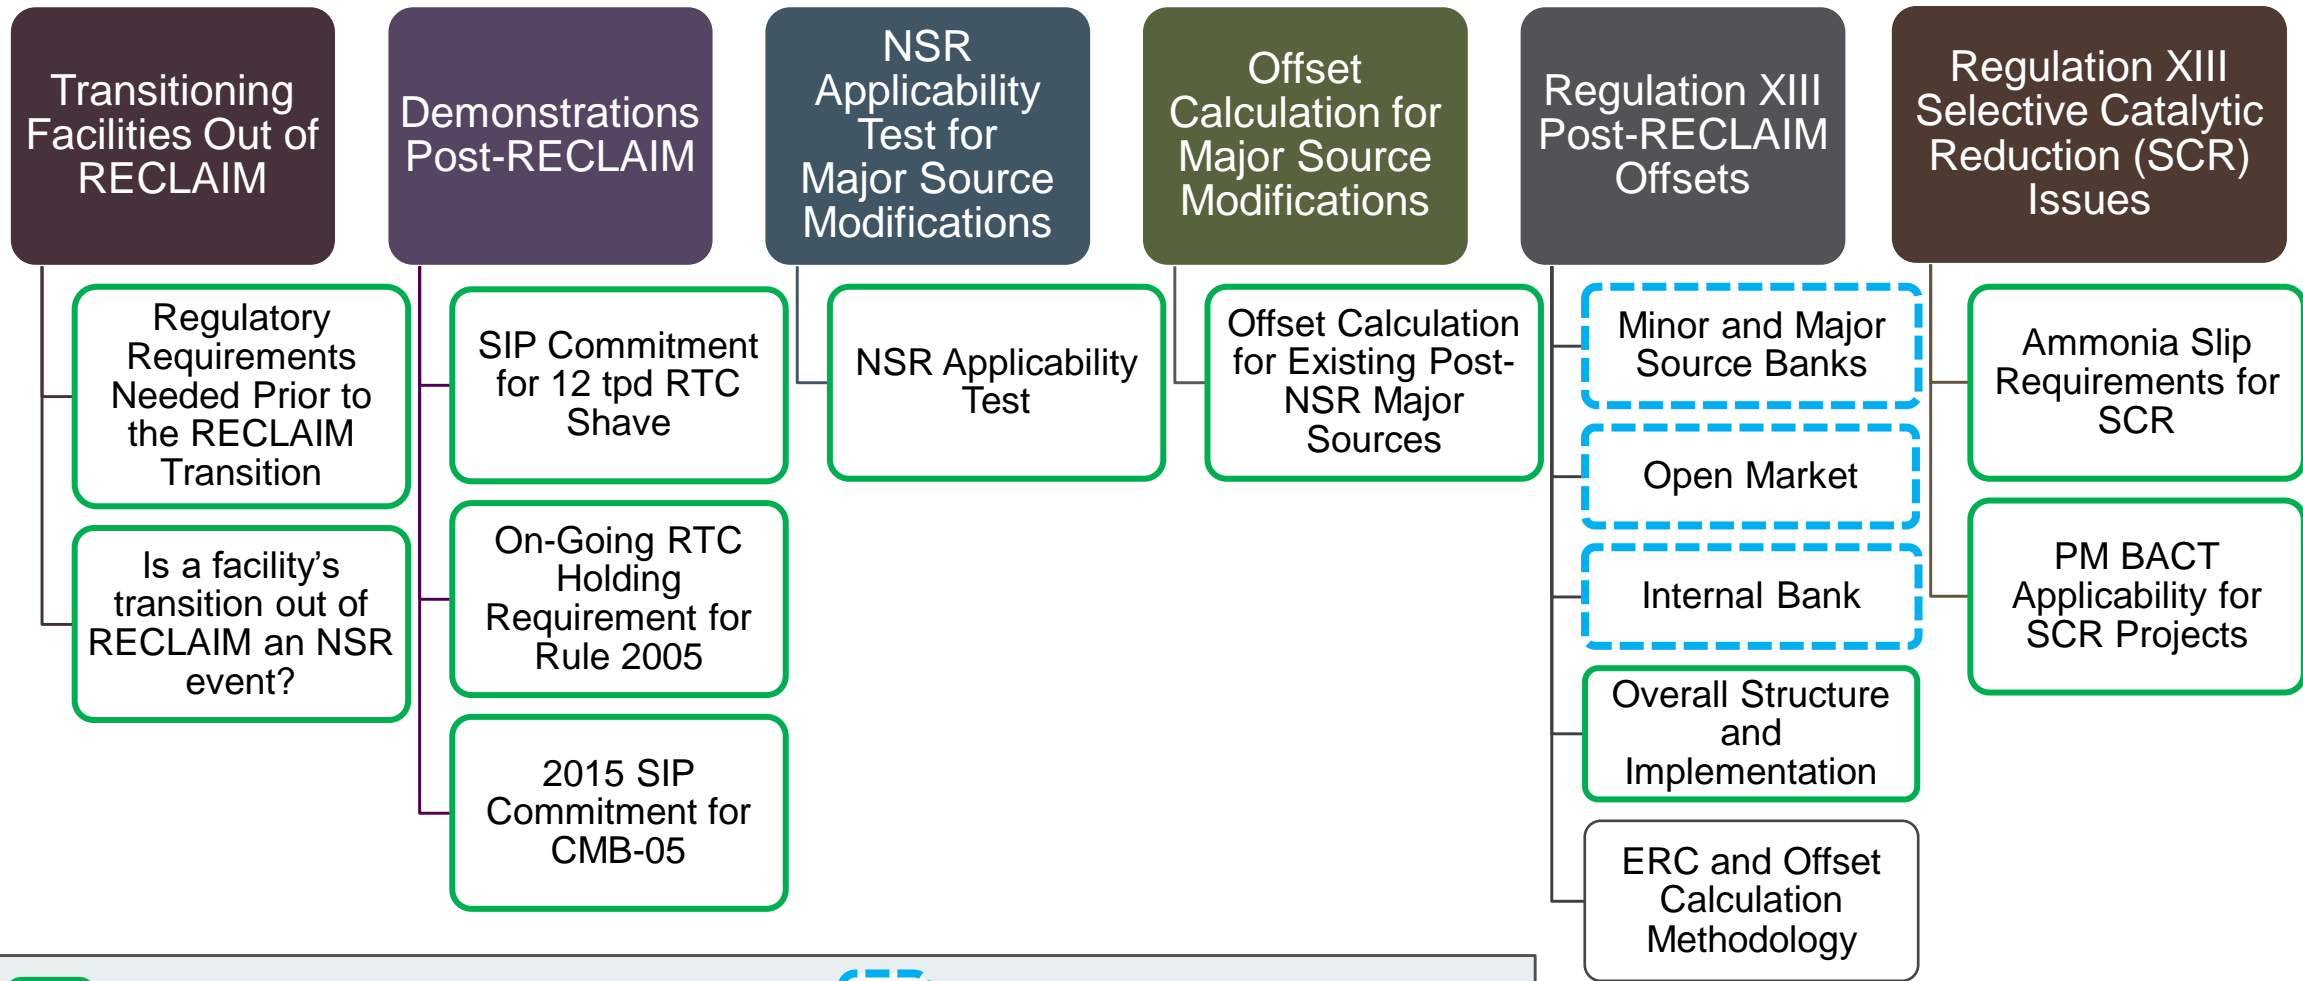 Transitioning
Facilities Out of
RECLAIM
Regulatory
Requirements
Needed Prior to
the RECLAIM
Transition
Is a facility’s
transition out of
RECLAIM an NSR
event?
Demonstrations
Post-RECLAIM
SIP Commitment
for 12 tpd RTC
Shave
On-Going RTC
Holding
Requirement for
Rule 2005
2015 SIP
Commitment for
CMB-05
NSR
Applicability
Test for
Major Source
Modifications
NSR Applicability
Test
Offset
Calculation for
Major Source
Modifications
Offset Calculation
for Existing Post-
NSR Major
Sources
Regulation XIII
Post-RECLAIM
Offsets
Minor and Major
Source Banks
Open Market
Internal Bank
Overall Structure
and
Implementation
ERC and Offset
Calculation
Methodology
Regulation XIII
Selective Catalytic
Reduction (SCR)
Issues
Ammonia Slip
Requirements for
SCR
PM BACT
Applicability for
SCR Projects